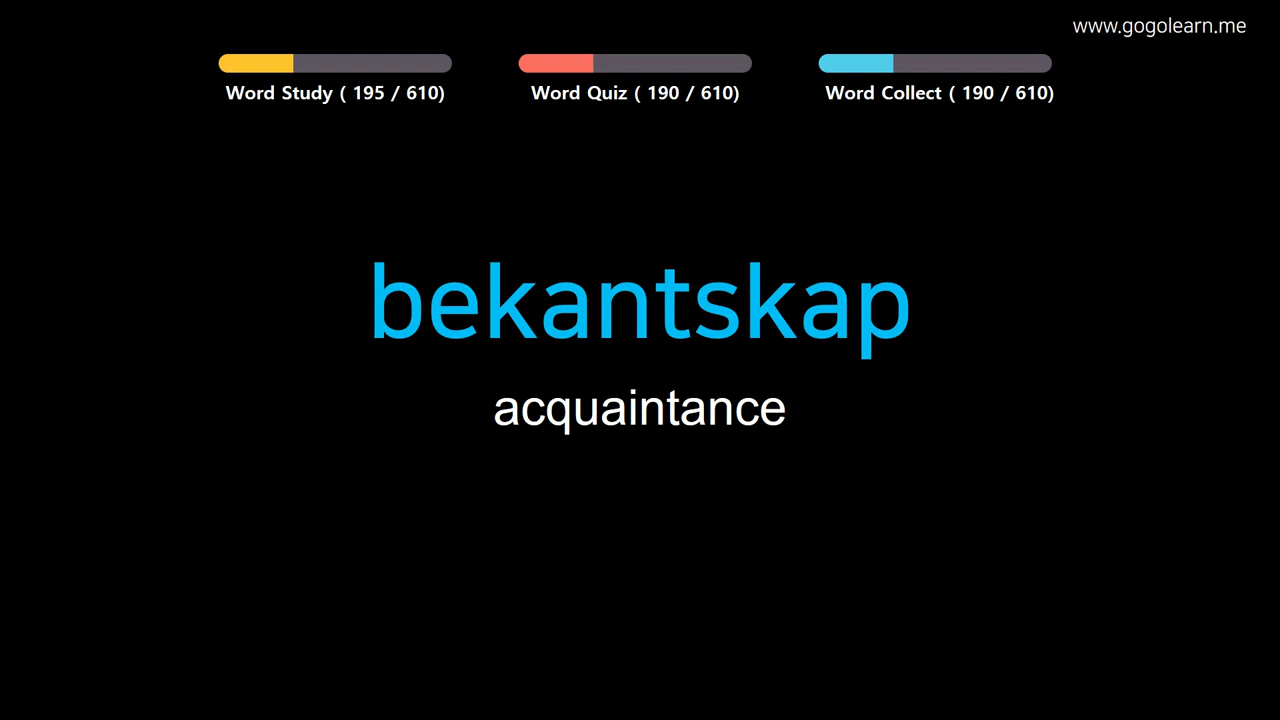 www.gogolearn.me
Word Study ( 195 / 610)
Word Quiz ( 190 / 610)
Word Collect ( 190 / 610)
bekantskap
acquaintance